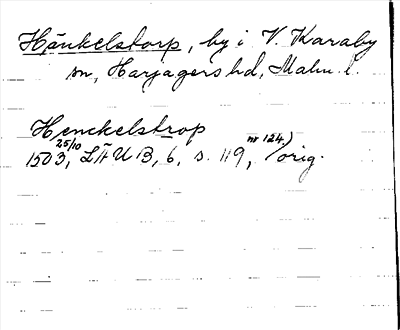 Hänkelstorp, by i V. Karaby
sn, Harjagers hd, Malm. l.
Henckelstrop
1503 25/10, LÄUB, 6, s. 119, nr 124, orig.